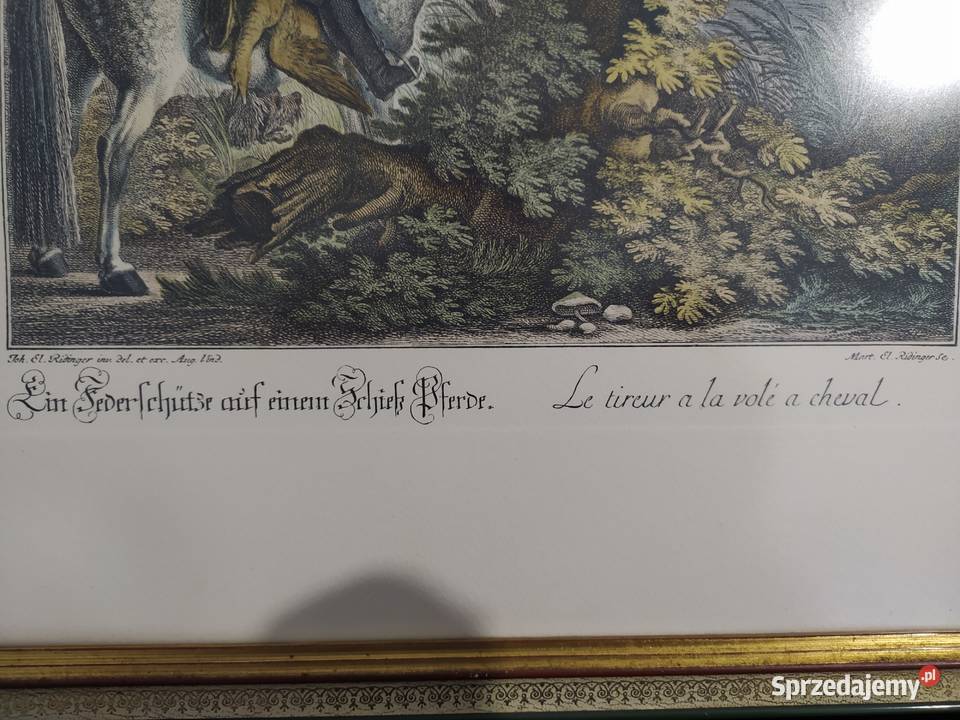 Joh. El. Ridinger inv. del. et exc. Aug. Vind.
Mart. El. Ridinger Sc.
Ein Federschütze auf einem Schieß Pferde.
Le tireur a la volé a cheval.
Sprzedajemy.pl